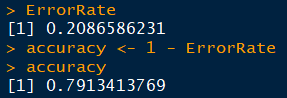 > ErrorRate
[1] 0.2086586231
> accuracy <- 1 - ErrorRate
> accuracy
[1] 0.7913413769